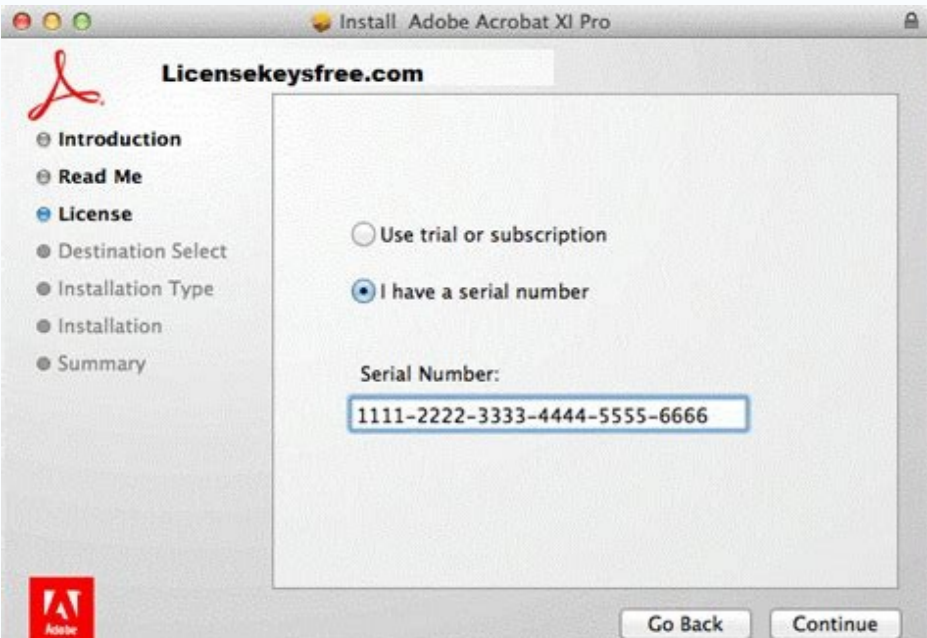 Install Adobe Acrobat XI Pro
Licensekeysfree.com
Introduction
Read Me
License
Destination Select
Installation Type
Installation
Summary
Use trial or subscription
I have a serial number
Serial Number:
1111-2222-3333-4444-5555-6666
Adobe
Go Back
Continue